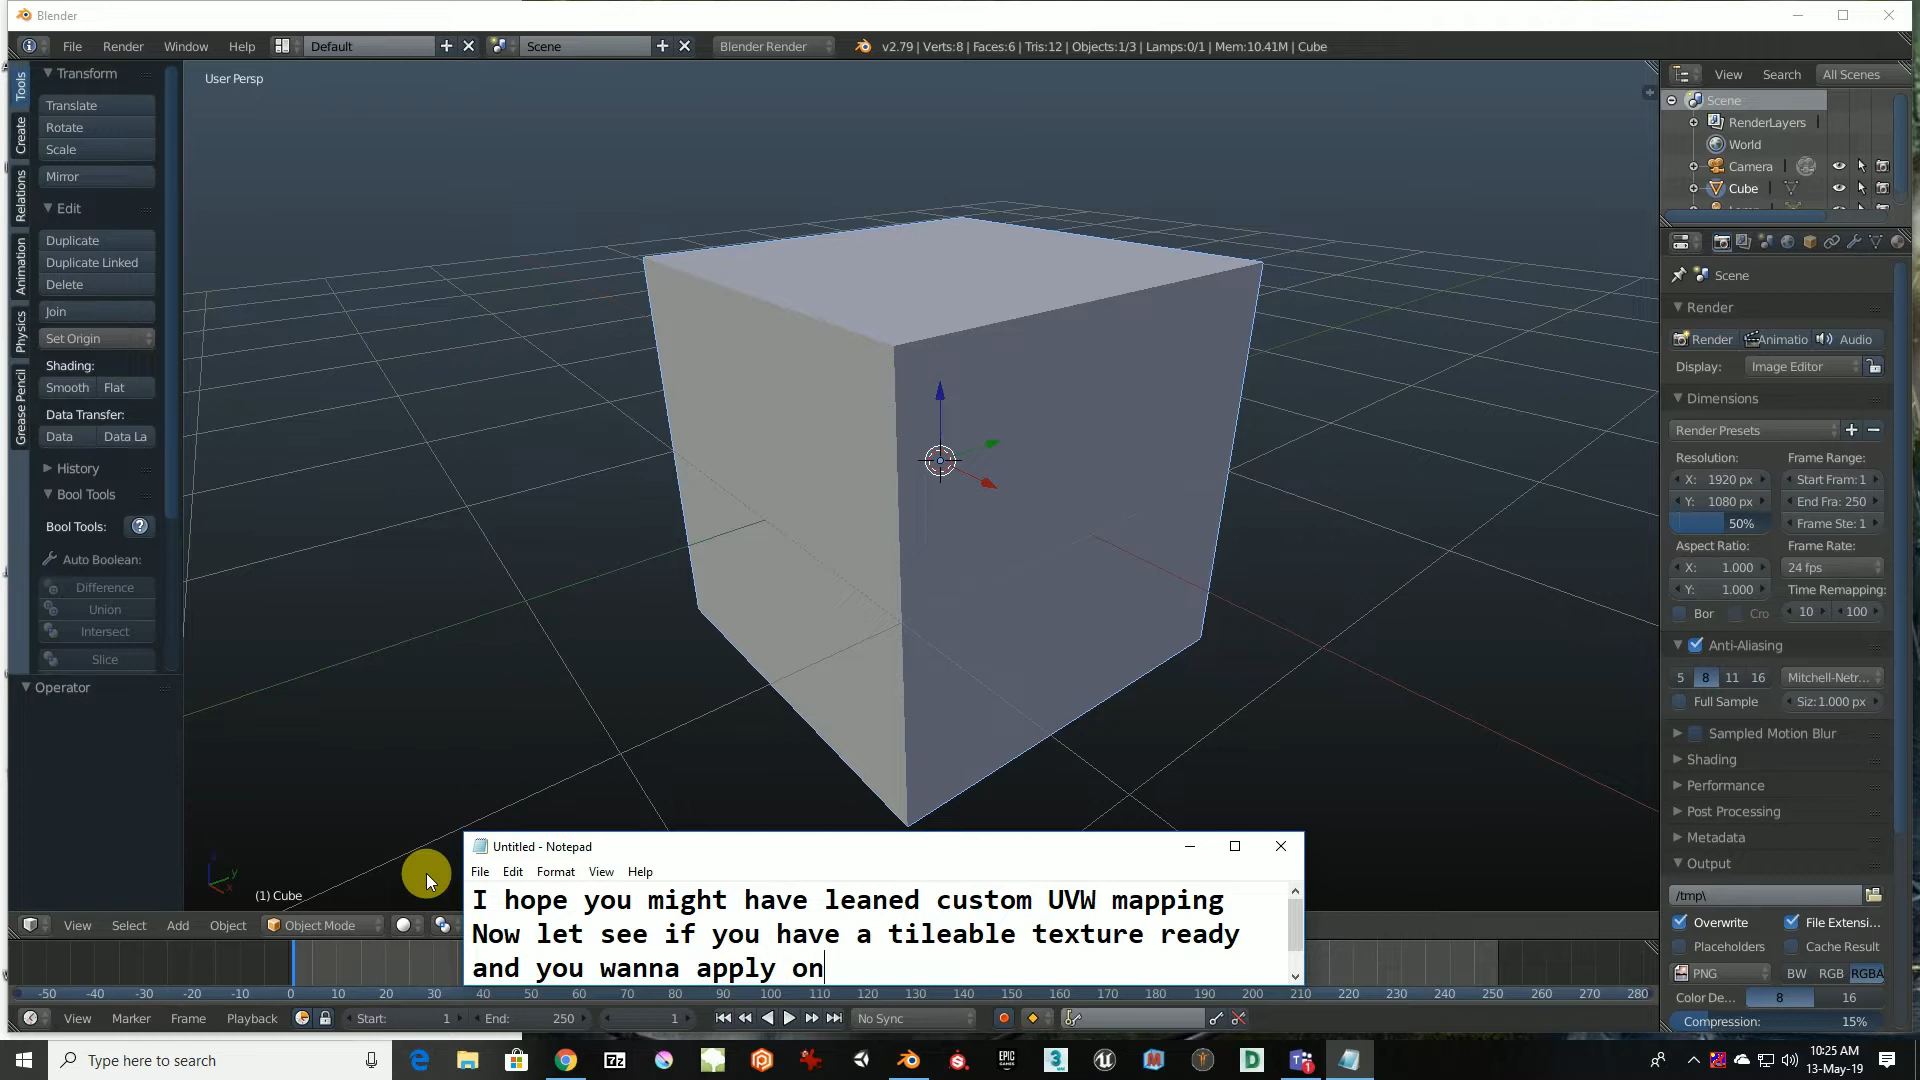 Blender
File Render Window Help Default Scene Blender Render v2.79 | Verts:8 | Faces:6 | Tris:12 | Objects:1/3 | Lamps:0/1 | Mem:10.41M | Cube
Tools
Create
Relations
Animation
Physics
Grease Pencil
Transform
Translate
Rotate
Scale
Mirror
Edit
Duplicate
Duplicate Linked
Delete
Join
Set Origin
Shading:
Smooth Flat
Data Transfer:
Data Data La
History
Bool Tools
Bool Tools:
Auto Boolean:
Difference
Union
Intersect
Slice
Operator
User Persp
(1) Cube
View Select Add Object Object Mode
View Search All Scenes
Scene
RenderLayers
World
Camera
Cube
Scene
Render
Render Animatio Audio
Display: Image Editor
Dimensions
Render Presets
Resolution: Frame Range:
X: 1920 px Start Fram: 1
Y: 1080 px End Fra: 250
50% Frame Ste: 1
Aspect Ratio: Frame Rate:
X: 1.000 24 fps
Y: 1.000 Time Remapping:
Bor Cro 10 100
Anti-Aliasing
5 8 11 16 Mitchell-Netr...
Full Sample Siz: 1.000 px
Sampled Motion Blur
Shading
Performance
Post Processing
Metadata
Output
/tmp\
Overwrite File Extensi...
Placeholders Cache Result
PNG BW RGB RGBA
Color De... 8 16
Compression: 15%
Untitled - Notepad
File Edit Format View Help
I hope you might have leaned custom UVW mapping
Now let see if you have a tileable texture ready
and you wanna apply on
-50 -40 -30 -20 -10 0 10 20 30 40 50 60 70 80 90 100 110 120 130 140 150 160 170 180 190 200 210 220 230 240 250 260 270 280
View Marker Frame Playback Start: 1 End: 250 1 No Sync
Type here to search
10:25 AM
13-May-19